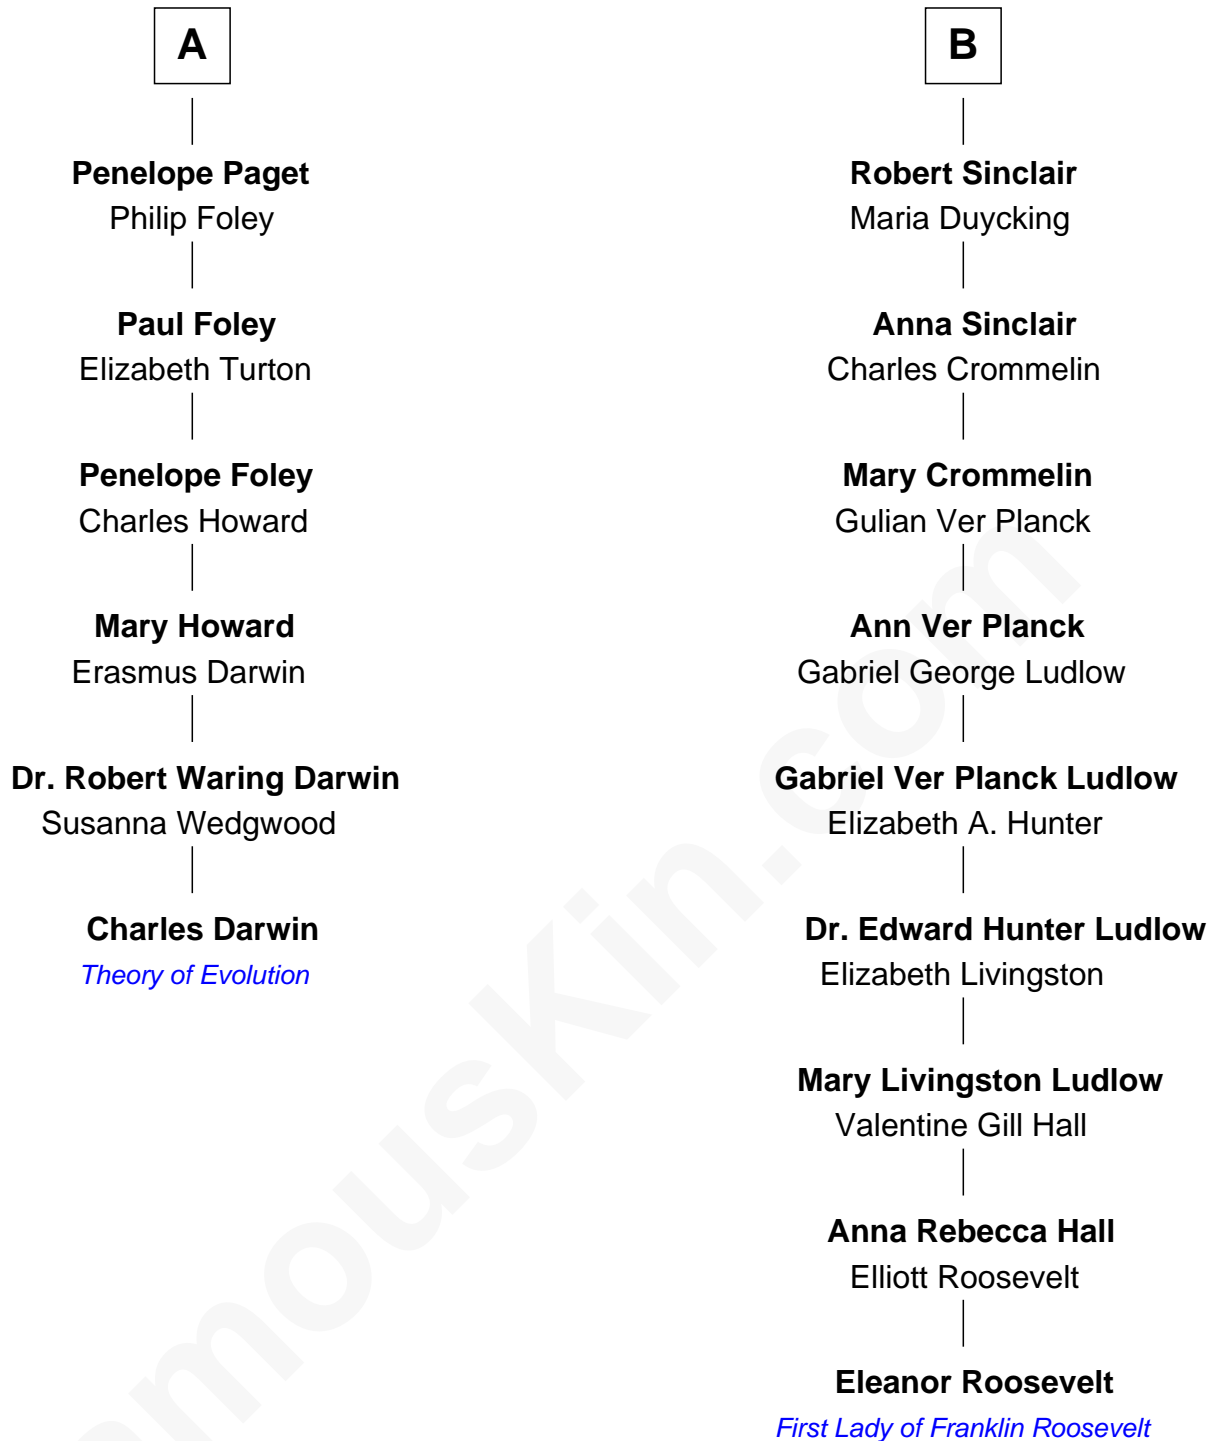 A
Penelope Paget
Philip Foley
Paul Foley
Elizabeth Turton
Penelope Foley
Charles Howard
Mary Howard
Erasmus Darwin
Dr. Robert Waring Darwin
Susanna Wedgwood
Charles Darwin
Theory of Evolution
B
Robert Sinclair
Maria Duycking
Anna Sinclair
Charles Crommelin
Mary Crommelin
Gulian Ver Planck
Ann Ver Planck
Gabriel George Ludlow
Gabriel Ver Planck Ludlow
Elizabeth A. Hunter
Dr. Edward Hunter Ludlow
Elizabeth Livingston
Mary Livingston Ludlow
Valentine Gill Hall
Anna Rebecca Hall
Elliott Roosevelt
Eleanor Roosevelt
First Lady of Franklin Roosevelt
amousKin.com